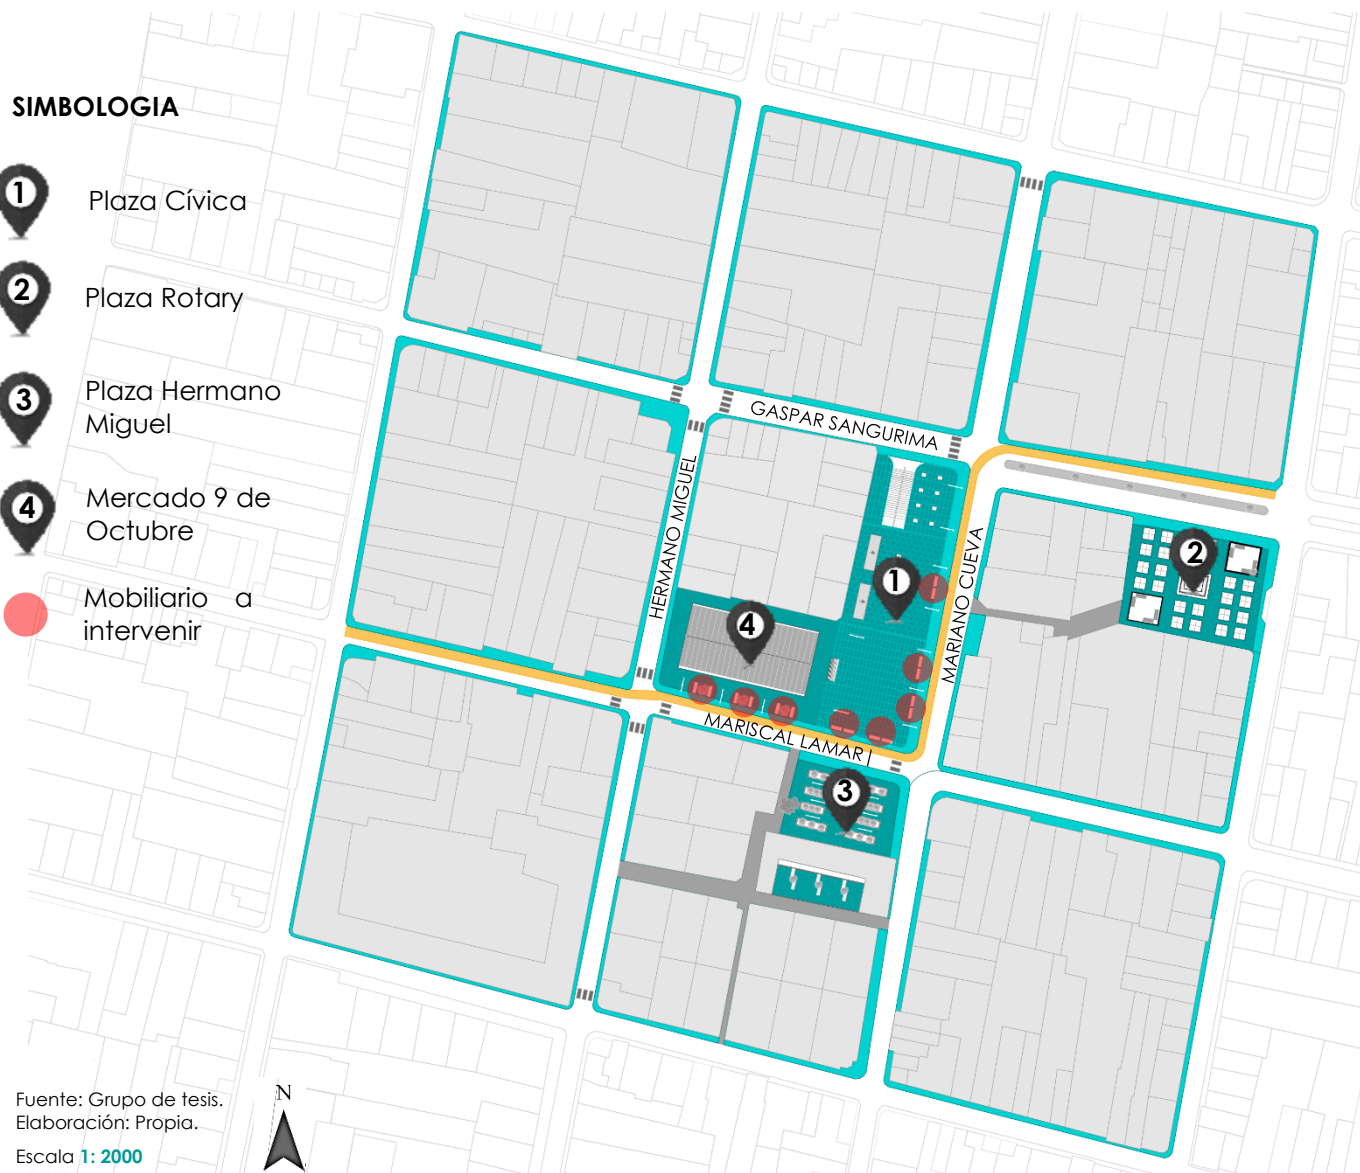 SIMBOLOGIA
1
Plaza Cívica
2
Plaza Rotary
3
Plaza Hermano
Miguel
4
Mercado 9 de
Octubre
Mobiliario a
intervenir
GASPAR SANGURIMA
HERMANO MIGUEL
MARIANO CUEVA
MARISCAL LAMAR
1
2
3
4
Fuente: Grupo de tesis.
Elaboración: Propia.
Escala 1: 2000
N